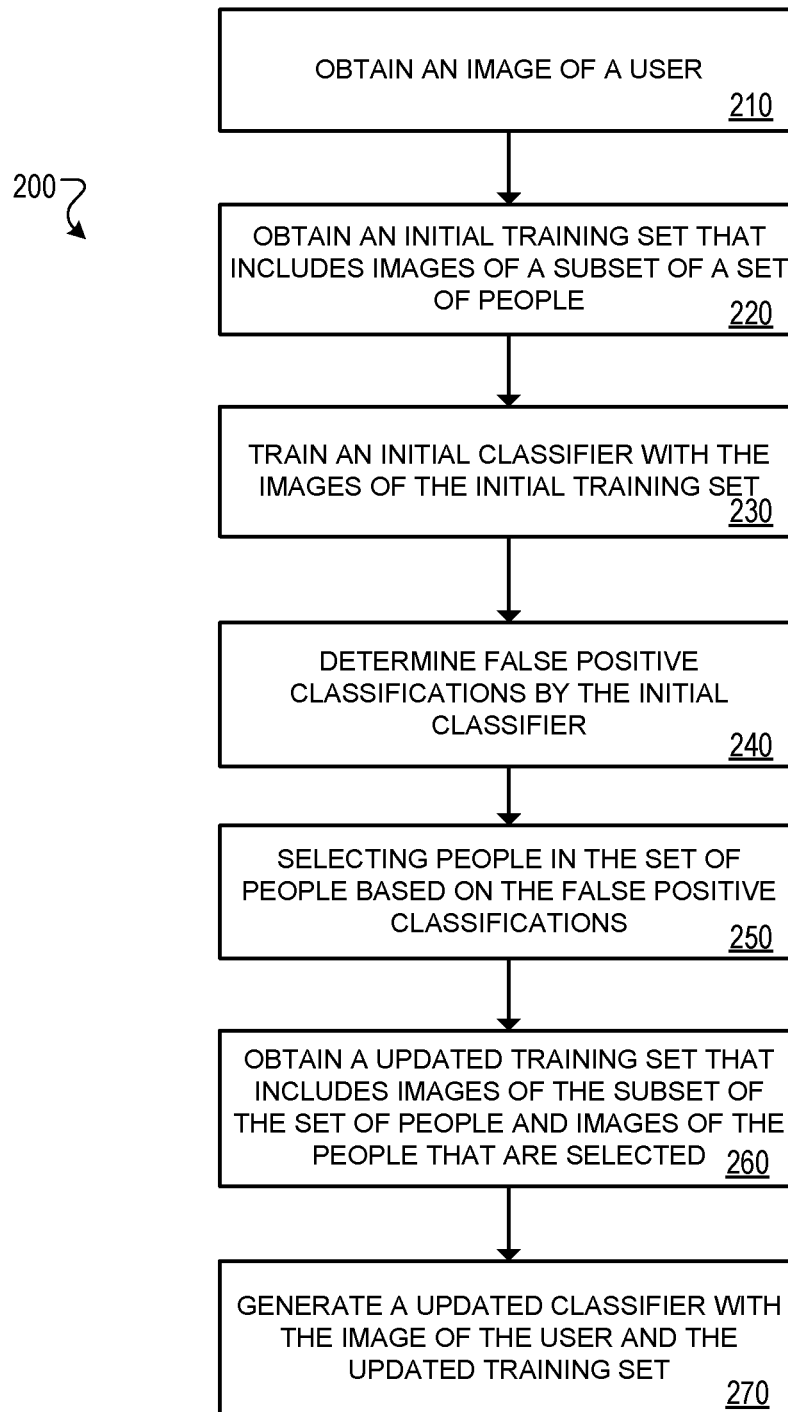 OBTAIN AN IMAGE OF A USER
210
200
OBTAIN AN INITIAL TRAINING SET THAT
INCLUDES IMAGES OF A SUBSET OF A SET
OF PEOPLE
220
TRAIN AN INITIAL CLASSIFIER WITH THE
IMAGES OF THE INITIAL TRAINING SET
230
DETERMINE FALSE POSITIVE
CLASSIFICATIONS BY THE INITIAL
CLASSIFIER
240
SELECTING PEOPLE IN THE SET OF
PEOPLE BASED ON THE FALSE POSITIVE
CLASSIFICATIONS
250
OBTAIN A UPDATED TRAINING SET THAT
INCLUDES IMAGES OF THE SUBSET OF
THE SET OF PEOPLE AND IMAGES OF THE
PEOPLE THAT ARE SELECTED 260
GENERATE A UPDATED CLASSIFIER WITH
THE IMAGE OF THE USER AND THE
UPDATED TRAINING SET
270